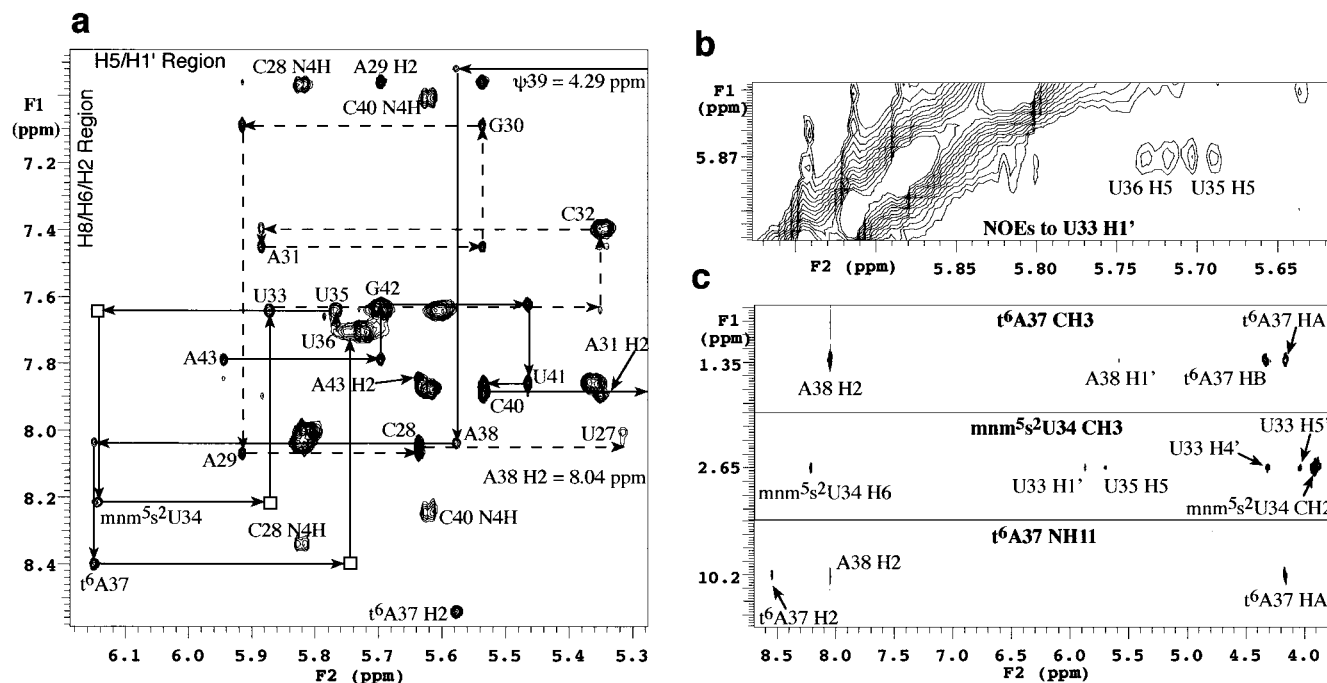 a
H5/H1' Region
H8/H6/H2 Region
F1
(ppm)
7.2
7.4
7.6
7.8
8.0
8.2
8.4
C28 N4H
A29 H2
C40 N4H
ψ39 = 4.29 ppm
G30
C32
A31
U33
U35
G42
U36
A43
A43 H2
A31 H2
U41
C40
C28
A38
U27
A29
A38 H2 = 8.04 ppm
mnm⁵s²U34
C28 N4H
C40 N4H
t⁶A37
t⁶A37 H2
6.1 6.0 5.9 5.8 5.7 5.6 5.5 5.4 5.3
F2 (ppm)
b
F1
(ppm)
5.87
U36 H5
U35 H5
NOEs to U33 H1'
F2 (ppm)
5.85 5.80 5.75 5.70 5.65
c
F1
(ppm)
1.35
t⁶A37 CH3
t⁶A37 HA
A38 H2
A38 H1'
t⁶A37 HB
mnm⁵s²U34 CH3
2.65
U33 H5'
U33 H4'
mnm⁵s²U34 H6
U33 H1'
U35 H5
mnm⁵s²U34 CH2
t⁶A37 NH11
10.2
A38 H2
t⁶A37 H2
t⁶A37 HA
8.5 8.0 7.5 7.0 6.5 6.0 5.5 5.0 4.5 4.0
F2 (ppm)